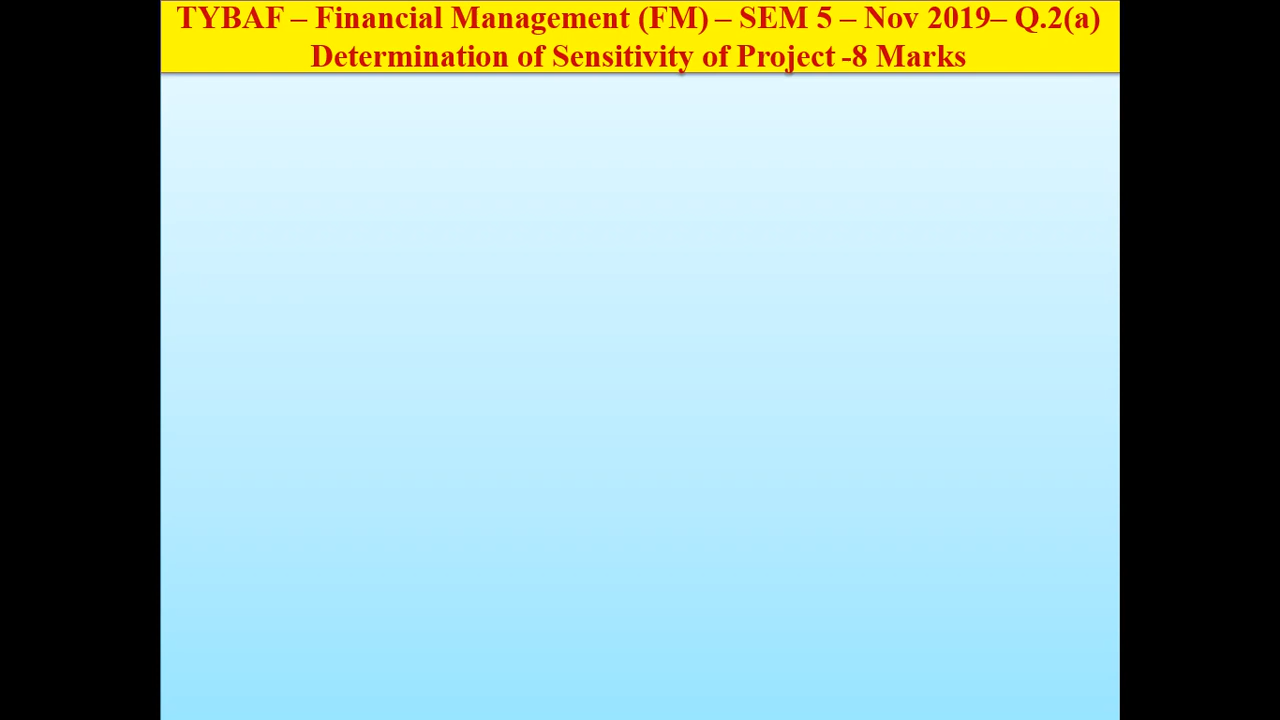 TYBAF – Financial Management (FM) – SEM 5 – Nov 2019– Q.2(a)
Determination of Sensitivity of Project -8 Marks